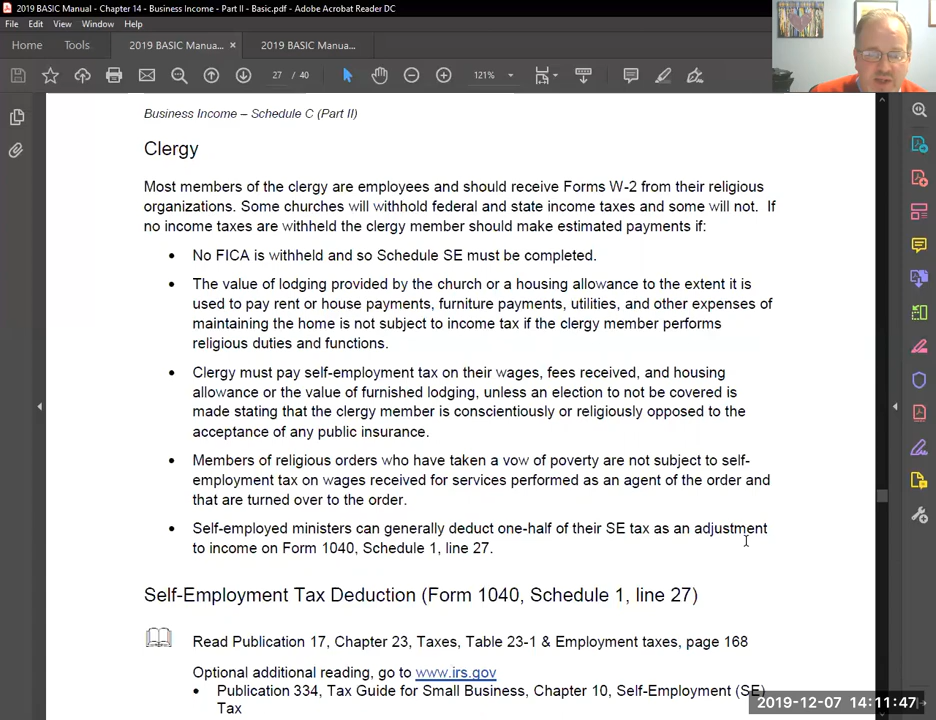 2019 BASIC Manual - Chapter 14 - Business Income - Part II - Basic.pdf - Adobe Acrobat Reader DC
File Edit View Window Help
Home Tools 2019 BASIC Manua... × 2019 BASIC Manua...
27 / 40 121%
Business Income – Schedule C (Part II)
Clergy
Most members of the clergy are employees and should receive Forms W-2 from their religious
organizations. Some churches will withhold federal and state income taxes and some will not. If
no income taxes are withheld the clergy member should make estimated payments if:
• No FICA is withheld and so Schedule SE must be completed.
• The value of lodging provided by the church or a housing allowance to the extent it is
used to pay rent or house payments, furniture payments, utilities, and other expenses of
maintaining the home is not subject to income tax if the clergy member performs
religious duties and functions.
• Clergy must pay self-employment tax on their wages, fees received, and housing
allowance or the value of furnished lodging, unless an election to not be covered is
made stating that the clergy member is conscientiously or religiously opposed to the
acceptance of any public insurance.
• Members of religious orders who have taken a vow of poverty are not subject to self-
employment tax on wages received for services performed as an agent of the order and
that are turned over to the order.
• Self-employed ministers can generally deduct one-half of their SE tax as an adjustment
to income on Form 1040, Schedule 1, line 27.
Self-Employment Tax Deduction (Form 1040, Schedule 1, line 27)
Read Publication 17, Chapter 23, Taxes, Table 23-1 & Employment taxes, page 168
Optional additional reading, go to www.irs.gov
• Publication 334, Tax Guide for Small Business, Chapter 10, Self-Employment (SE)
Tax
2019-12-07 14:11:47